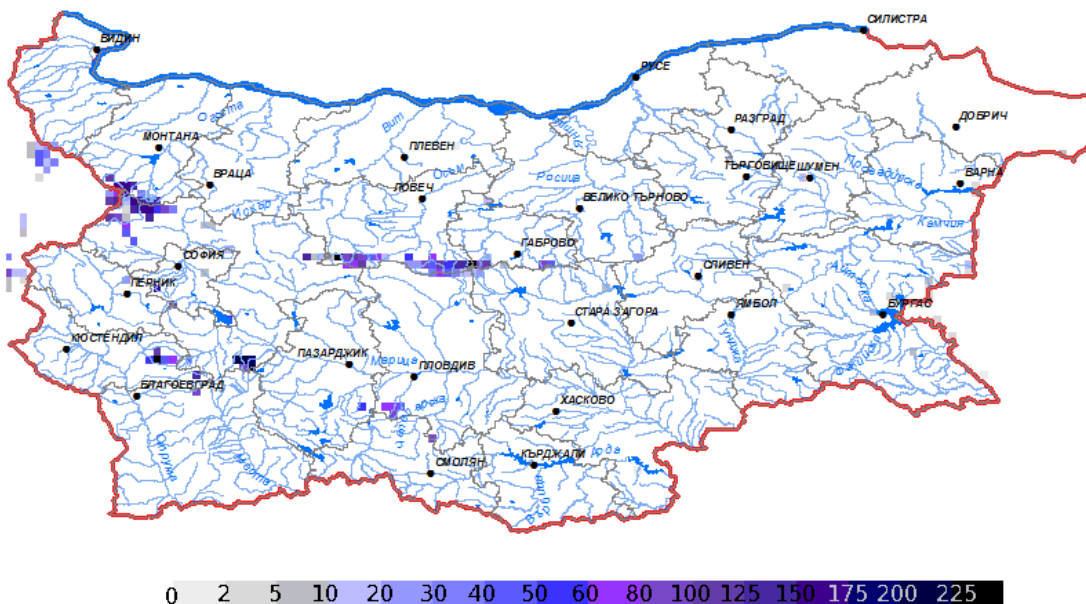 СИЛИСТРА
ВИДИН
РУСЕ
ДОБРИЧ
Огоста
Вит
РАЗГРАД
МОНТАНА
ПЛЕВЕН
ТЪРГОВИЩЕ
ШУМЕН
ВРАЦА
Осъм
Росица
ВАРНА
ЛОВЕЧ
Искър
ВЕЛИКО ТЪРНОВО
Камчия
ГАБРОВО
СОФИЯ
СЛИВЕН
ПЕРНИК
ЯМБОЛ
БУРГАС
СТАРА ЗАГОРА
Тунджа
КЮСТЕНДИЛ
ПАЗАРДЖИК
Марица
ПЛОВДИВ
БЛАГОЕВГРАД
ХАСКОВО
Струма
КЪРДЖАЛИ
СМОЛЯН
0 2 5 10 20 30 40 50 60 80 100 125 150 175 200 225